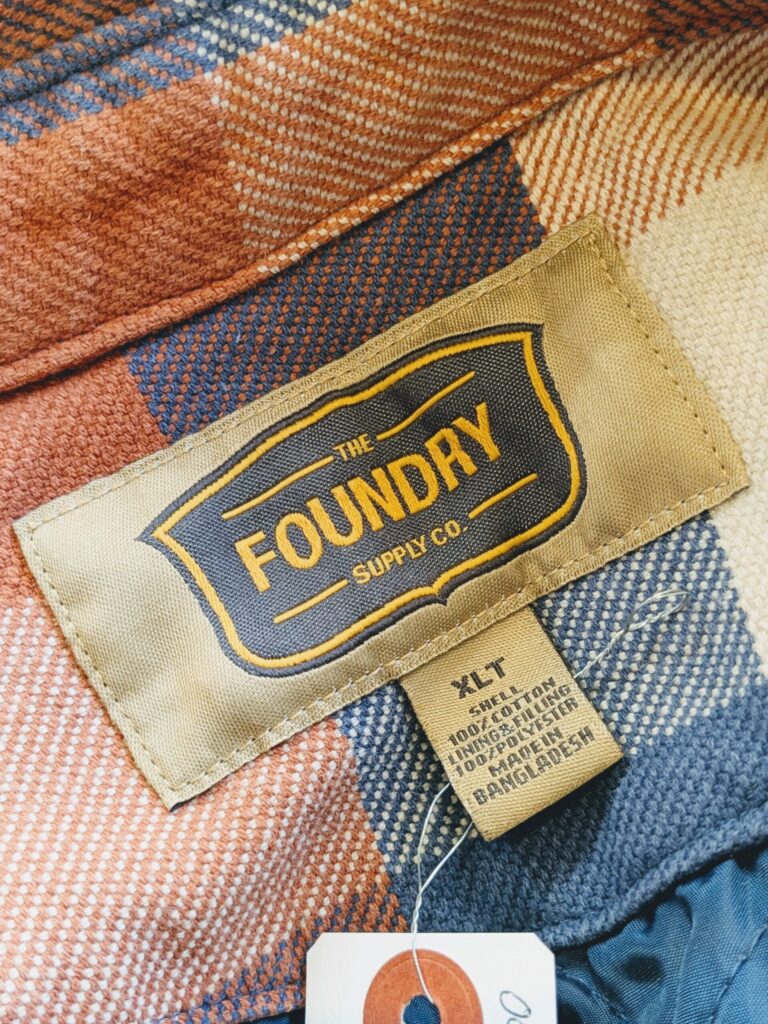 THE
FOUNDRY
SUPPLY CO.
XLT
SHELL
100% COTTON
LINING & FILLING
100% POLYESTER
MADE IN
BANGLADESH